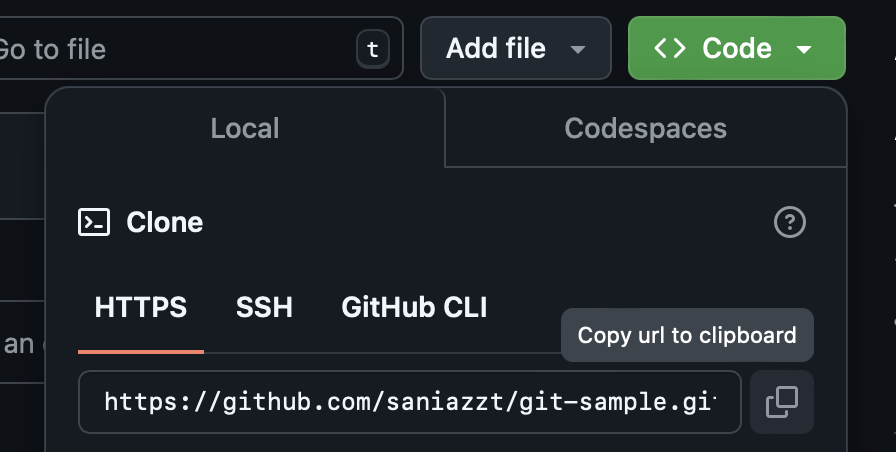 Go to file
t
Add file
Code
Local
Codespaces
Clone
HTTPS
SSH
GitHub CLI
Copy url to clipboard
an
https://github.com/saniazzt/git-sample.gi